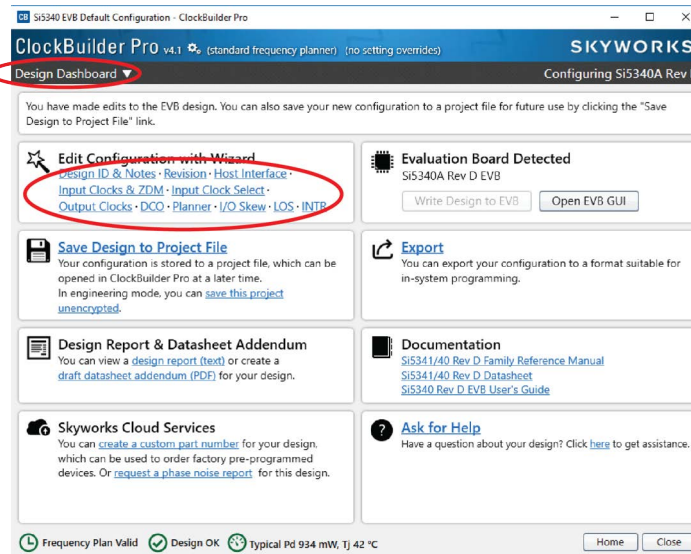 CB Si5340 EVB Default Configuration - ClockBuilder Pro
ClockBuilder Pro v4.1 (standard frequency planner) (no setting overrides) SKYWORKS
Design Dashboard ▼ Configuring Si5340A Rev
You have made edits to the EVB design. You can also save your new configuration to a project file for future use by clicking the "Save
Design to Project File" link.
Edit Configuration with Wizard
Design ID & Notes · Revision · Host Interface ·
Input Clocks & ZDM · Input Clock Select ·
Output Clocks · DCO · Planner · I/O Skew · LOS · INTR
Evaluation Board Detected
Si5340A Rev D EVB
Write Design to EVB Open EVB GUI
Save Design to Project File
Your configuration is stored to a project file, which can be
opened in ClockBuilder Pro at a later time.
In engineering mode, you can save this project
unencrypted.
Export
You can export your configuration to a format suitable for
in-system programming.
Design Report & Datasheet Addendum
You can view a design report (text) or create a
draft datasheet addendum (PDF) for your design.
Documentation
Si5341/40 Rev D Family Reference Manual
Si5341/40 Rev D Datasheet
Si5340 Rev D EVB User's Guide
Skyworks Cloud Services
You can create a custom part number for your design,
which can be used to order factory pre-programmed
devices. Or request a phase noise report for this design.
? Ask for Help
Have a question about your design? Click here to get assistance.
Frequency Plan Valid Design OK Typical Pd 934 mW, Tj 42 °C Home Close